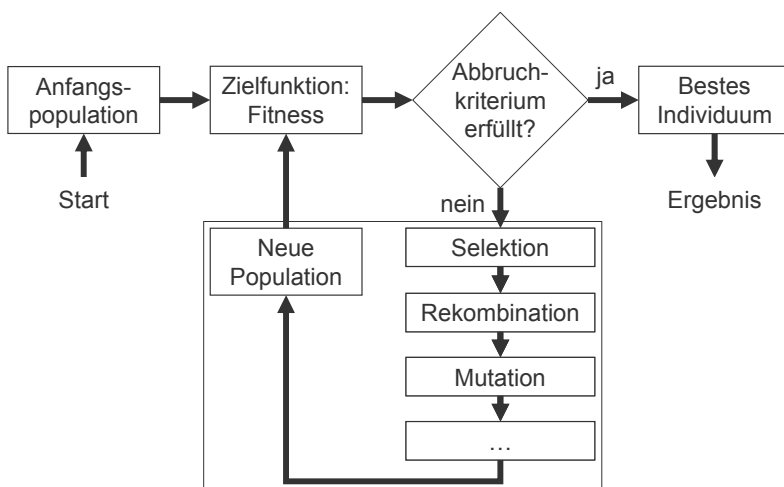 Anfangs-
population
Start
Zielfunktion:
Fitness
Abbruch-
kriterium
erfüllt?
ja
Bestes
Individuum
Ergebnis
nein
Selektion
Rekombination
Mutation
...
Neue
Population